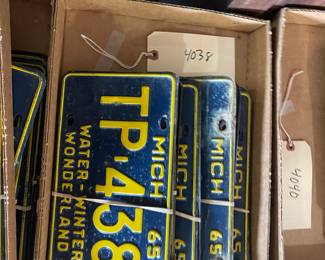 4038
MICH 65
TP·438
WATER-WINTER
WONDERLAND
MICH 65
MICH 65
MICH 65
4040